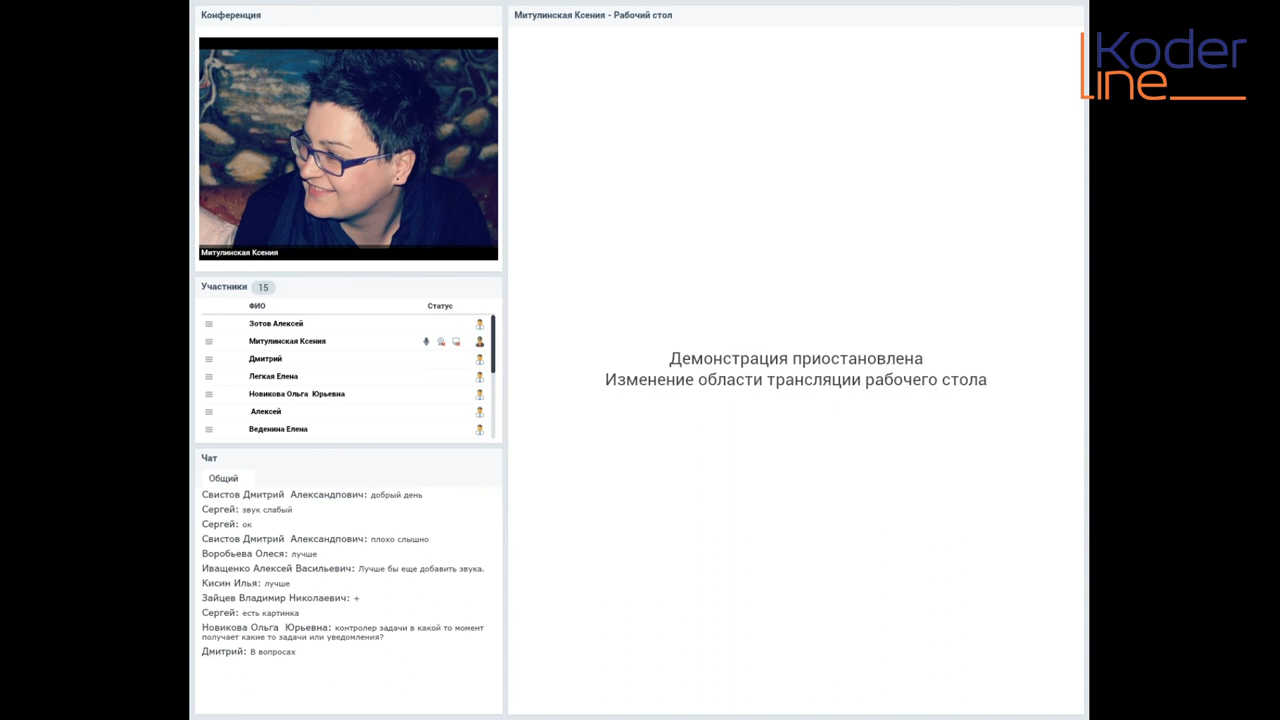 Конференция
Митулинская Ксения - Рабочий стол
Koder
Line
Митулинская Ксения
Участники 15
ФИО Статус
Зотов Алексей
Митулинская Ксения
Дмитрий
Легкая Елена
Новикова Ольга Юрьевна
Алексей
Веденина Елена
Демонстрация приостановлена
Изменение области трансляции рабочего стола
Чат
Общий
Свистов Дмитрий Александпович: добрый день
Сергей: звук слабый
Сергей: ок
Свистов Дмитрий Александпович: плохо слышно
Воробьева Олеся: лучше
Иващенко Алексей Васильевич: Лучше бы еще добавить звука.
Кисин Илья: лучше
Зайцев Владимир Николаевич: +
Сергей: есть картинка
Новикова Ольга Юрьевна: контролер задачи в какой то момент
получает какие то задачи или уведомления?
Дмитрий: В вопросах